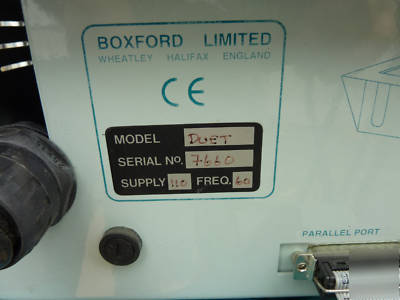 BOXFORD LIMITED
WHEATLEY HALIFAX ENGLAND
CE
MODEL DUET
SERIAL No. 7660
SUPPLY 110 FREQ. 60
PARALLEL PORT